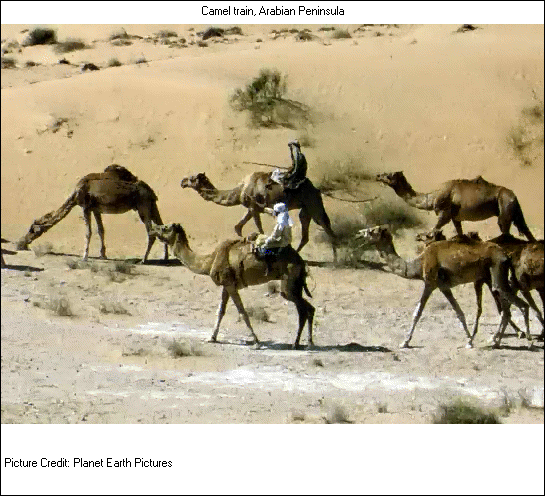 Camel train, Arabian Peninsula
Picture Credit: Planet Earth Pictures